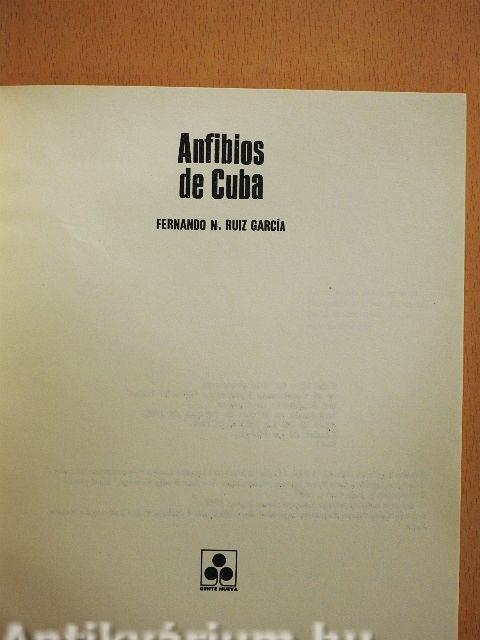 Anfibios
de Cuba
FERNANDO N. RUIZ GARCÍA
GENTE NUEVA
Antikvárium.hu